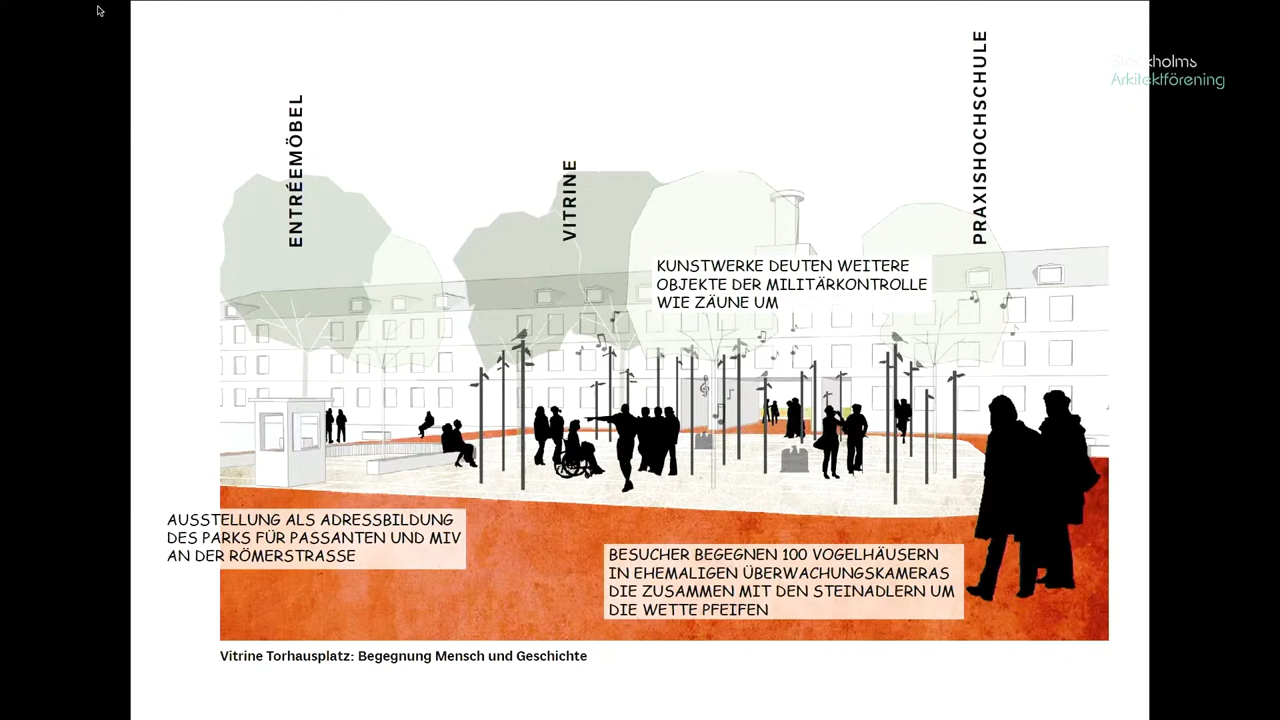 ENTRÉEMÖBEL
VITRINE
PRAXISHOCHSCHULE
Stockholms
Arkitektförening
KUNSTWERKE DEUTEN WEITERE
OBJEKTE DER MILITÄRKONTROLLE
WIE ZÄUNE UM
AUSSTELLUNG ALS ADRESSBILDUNG
DES PARKS FÜR PASSANTEN UND MIV
AN DER RÖMERSTRASSE
BESUCHER BEGEGNEN 100 VOGELHÄUSERN
IN EHEMALIGEN ÜBERWACHUNGSKAMERAS
DIE ZUSAMMEN MIT DEN STEINADLERN UM
DIE WETTE PFEIFEN
Vitrine Torhausplatz: Begegnung Mensch und Geschichte